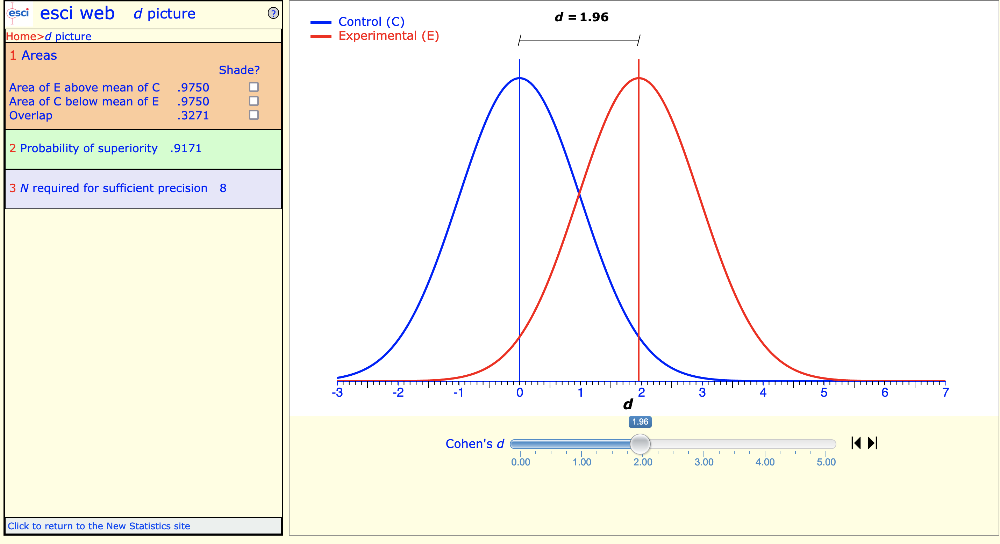 esci esci web d picture ?
Home>d picture
1 Areas
Shade?
Area of E above mean of C .9750
Area of C below mean of E .9750
Overlap .3271
2 Probability of superiority .9171
3 N required for sufficient precision 8
Click to return to the New Statistics site
d = 1.96
Control (C)
Experimental (E)
-3 -2 -1 0 1 2 3 4 5 6 7
d
1.96
Cohen's d
0.00 1.00 2.00 3.00 4.00 5.00